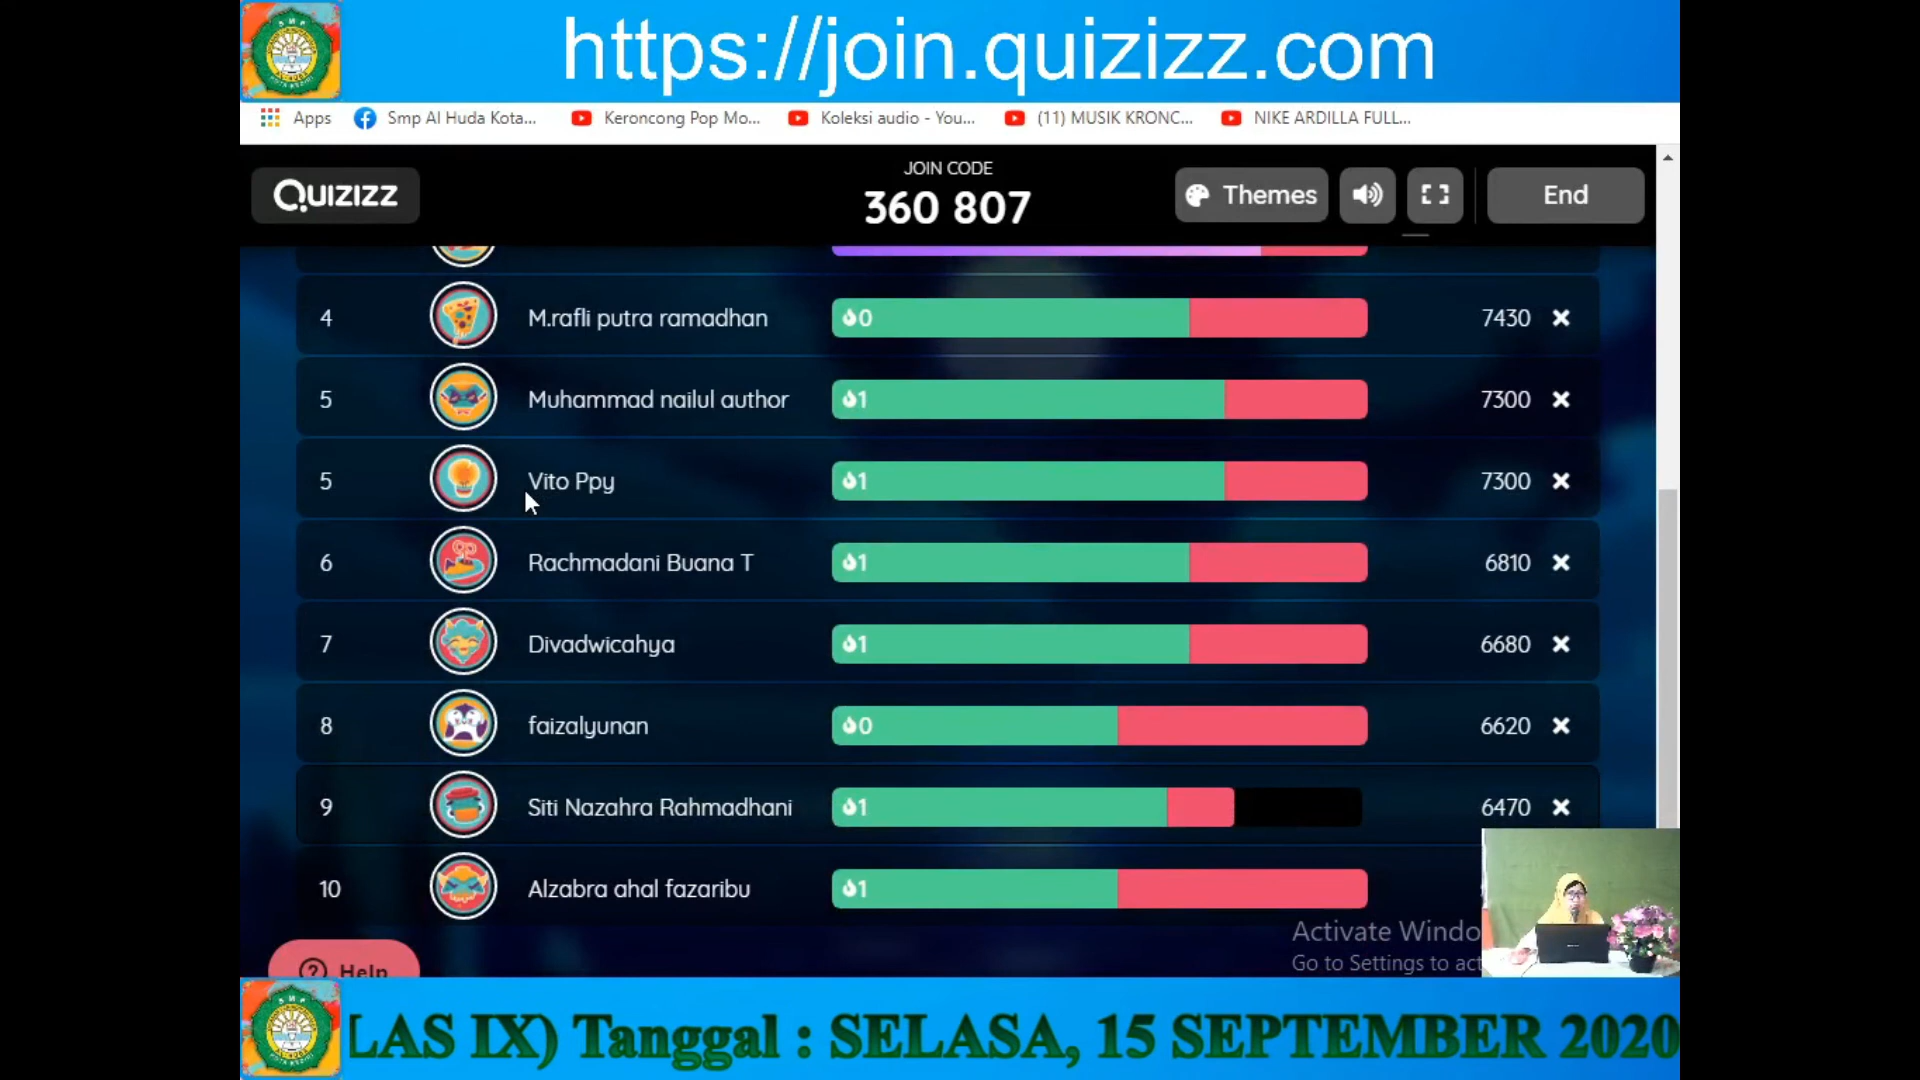 https://join.quizizz.com
Apps Smp Al Huda Kota... Keroncong Pop Mo... Koleksi audio - You... (11) MUSIK KRONC... NIKE ARDILLA FULL...
QUIZIZZ
JOIN CODE
360 807
Themes
End
4 M.rafli putra ramadhan 0 7430
5 Muhammad nailul author 1 7300
5 Vito Ppy 1 7300
6 Rachmadani Buana T 1 6810
7 Divadwicahya 1 6680
8 faizalyunan 0 6620
9 Siti Nazahra Rahmadhani 1 6470
10 Alzabra ahal fazaribu 1
Activate Windo
Go to Settings to act
Help
LAS IX) Tanggal : SELASA, 15 SEPTEMBER 2020